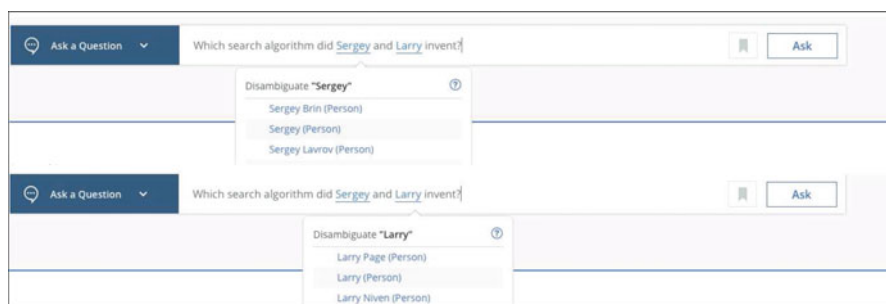 Ask a Question Which search algorithm did Sergey and Larry invent? Ask
Disambiguate "Sergey"
Sergey Brin (Person)
Sergey (Person)
Sergey Lavrov (Person)
Ask a Question Which search algorithm did Sergey and Larry invent? Ask
Disambiguate "Larry"
Larry Page (Person)
Larry (Person)
Larry Niven (Person)